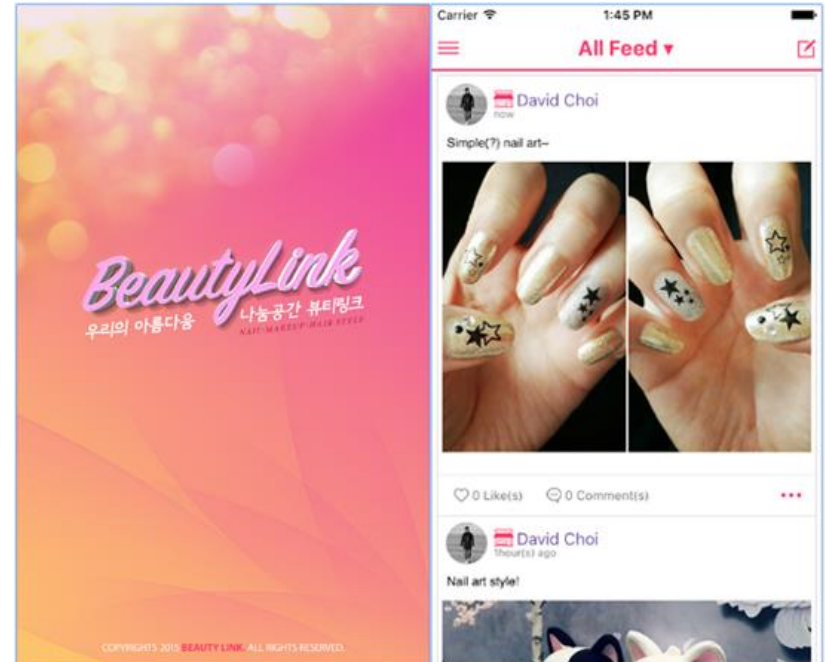 BeautyLink
우리의 아름다움 나눔공간 뷰티링크
NAIL·MAKEUP·HAIR STYLE
COPYRIGHTS 2015 BEAUTY LINK. ALL RIGHTS RESERVED.
Carrier 1:45 PM
All Feed ▾
David Choi
now
Simple(?) nail art~
0 Like(s) 0 Comment(s)
David Choi
1hour(s) ago
Nail art style!